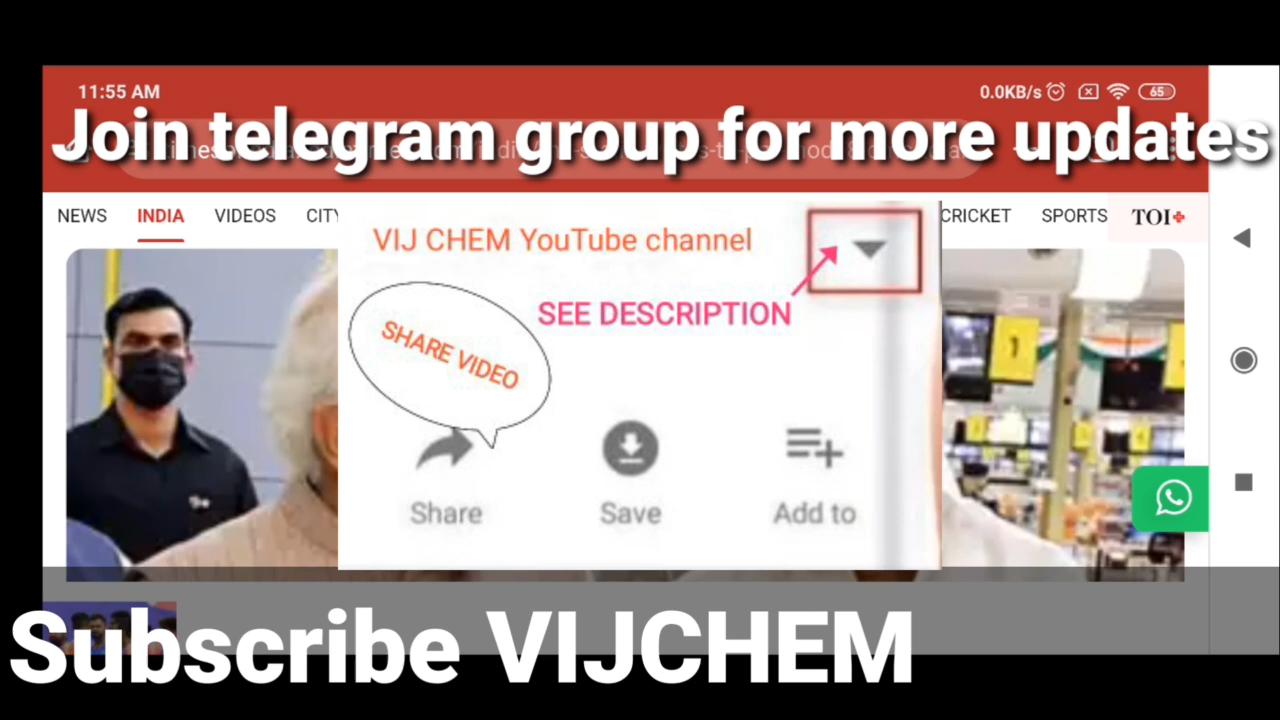 11:55 AM
0.0KB/s
65
Join telegram group for more updates
NEWS INDIA VIDEOS CRICKET SPORTS TOI+
VIJ CHEM YouTube channel
SEE DESCRIPTION
SHARE VIDEO
Share Save Add to
Subscribe VIJCHEM